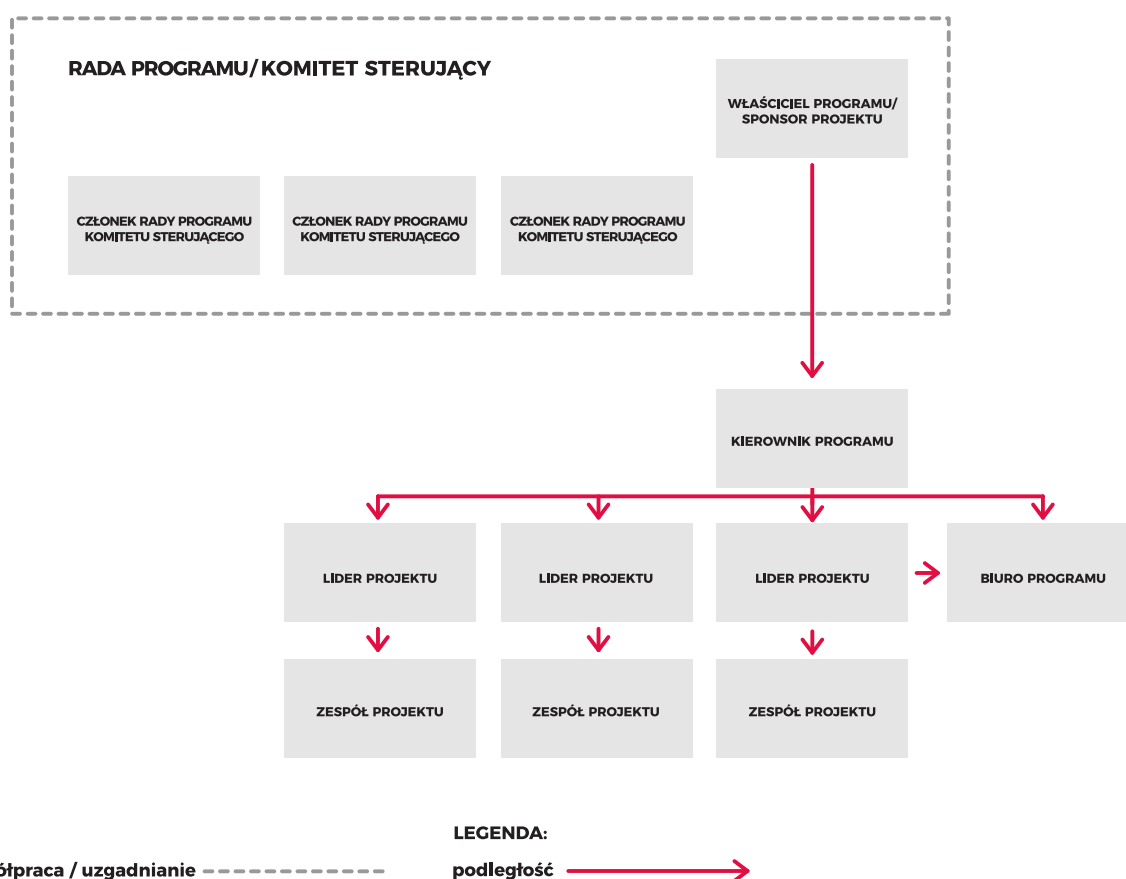 RADA PROGRAMU/KOMITET STERUJĄCY
WŁAŚCICIEL PROGRAMU/
SPONSOR PROJEKTU
CZŁONEK RADY PROGRAMU
KOMITETU STERUJĄCEGO
CZŁONEK RADY PROGRAMU
KOMITETU STERUJĄCEGO
CZŁONEK RADY PROGRAMU
KOMITETU STERUJĄCEGO
KIEROWNIK PROGRAMU
LIDER PROJEKTU
LIDER PROJEKTU
LIDER PROJEKTU
BIURO PROGRAMU
ZESPÓŁ PROJEKTU
ZESPÓŁ PROJEKTU
ZESPÓŁ PROJEKTU
LEGENDA:
ółpraca / uzgadnianie
podległość